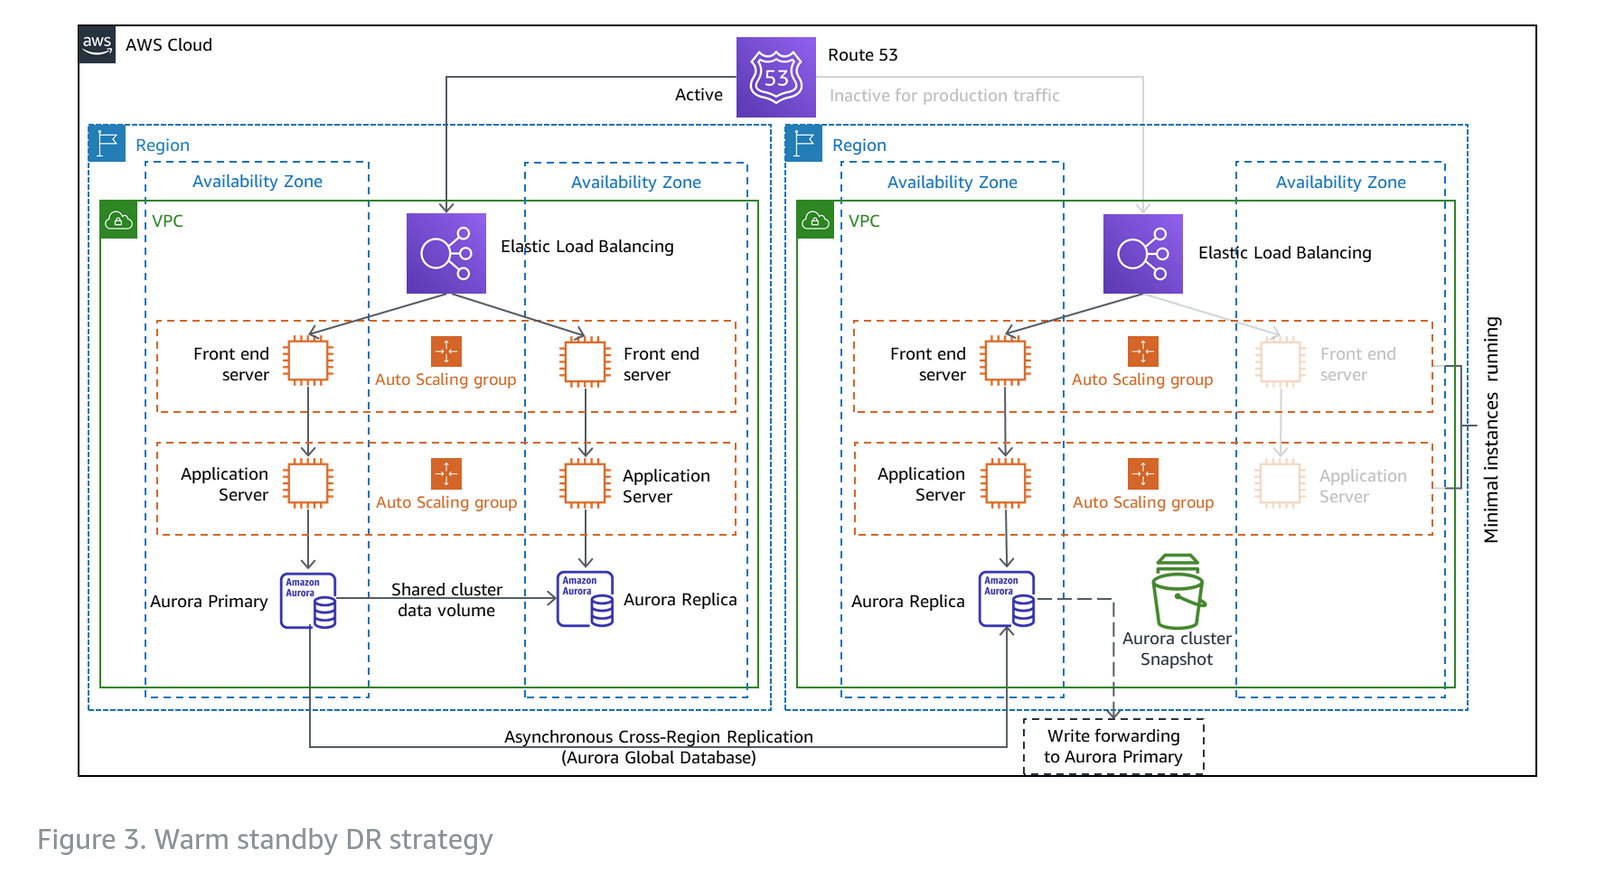 aws
AWS Cloud
Route 53
53
Active
Inactive for production traffic
Region
Availability Zone
Availability Zone
VPC
Elastic Load Balancing
Front end
server
Auto Scaling group
Front end
server
Application
Server
Auto Scaling group
Application
Server
Aurora Primary
Amazon
Aurora
Shared cluster
data volume
Amazon
Aurora
Aurora Replica
Region
Availability Zone
Availability Zone
VPC
Elastic Load Balancing
Front end
server
Auto Scaling group
Front end
server
Application
Server
Auto Scaling group
Application
Server
Minimal instances running
Aurora Replica
Amazon
Aurora
Aurora cluster
Snapshot
Asynchronous Cross-Region Replication
(Aurora Global Database)
Write forwarding
to Aurora Primary
Figure 3. Warm standby DR strategy